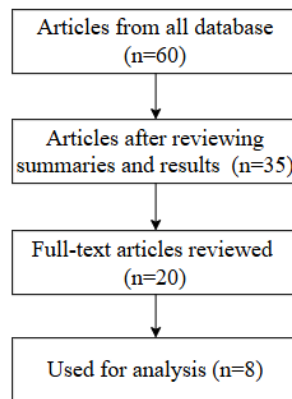 Articles from all database
(n=60)
Articles after reviewing
summaries and results (n=35)
Full-text articles reviewed
(n=20)
Used for analysis (n=8)